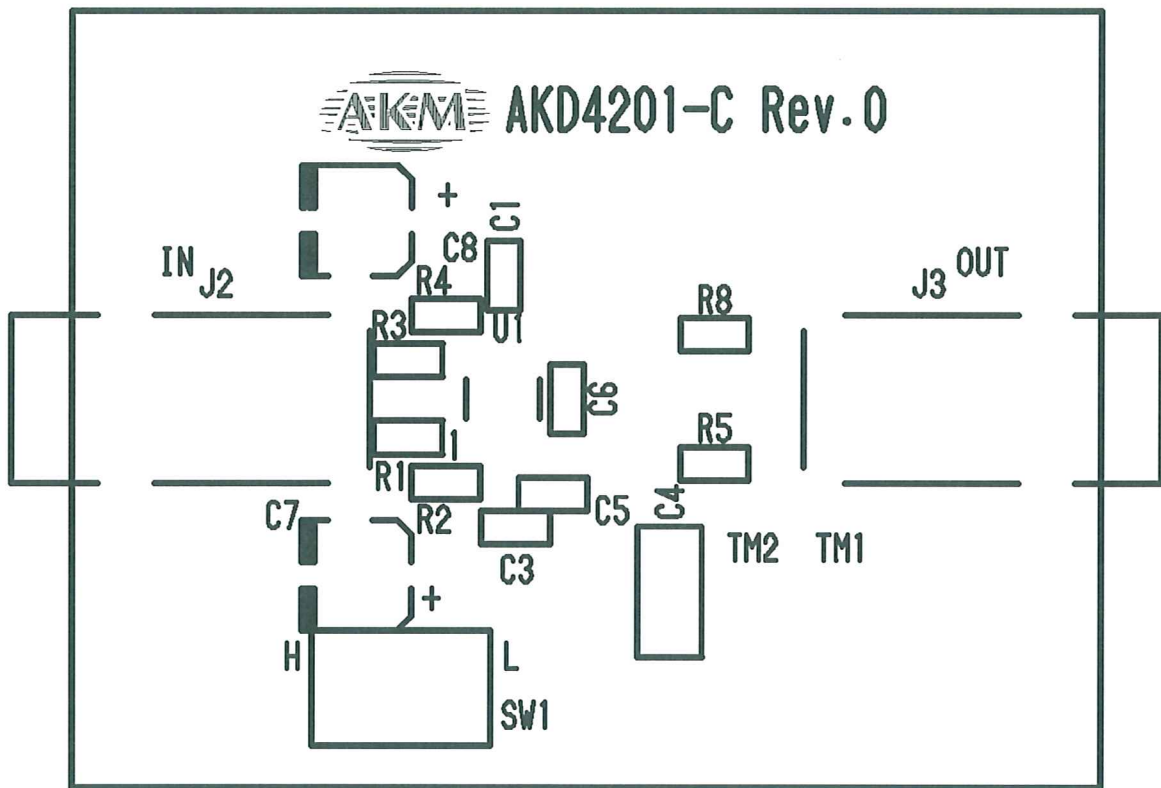 AKM AKD4201-C Rev.0
+
C1
C8
IN
J2
R4
OUT
J3
R3
U1
R8
C6
1
R5
R1
R2
C7
C5
C4
C3
TM2 TM1
+
H
L
SW1